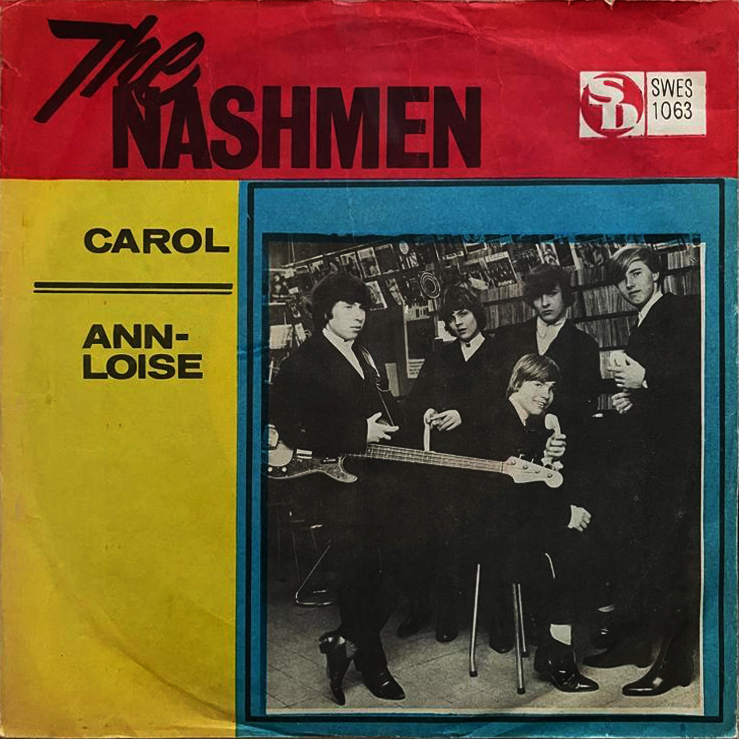 The
NASHMEN
SD
SWES
1063
CAROL
ANN-
LOISE